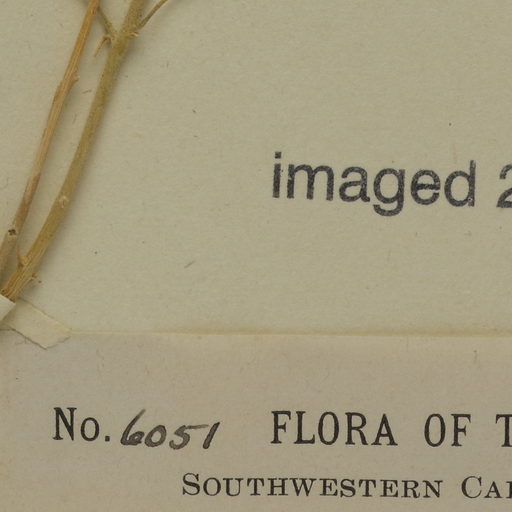 imaged
No. 6051 FLORA OF
SOUTHWESTERN